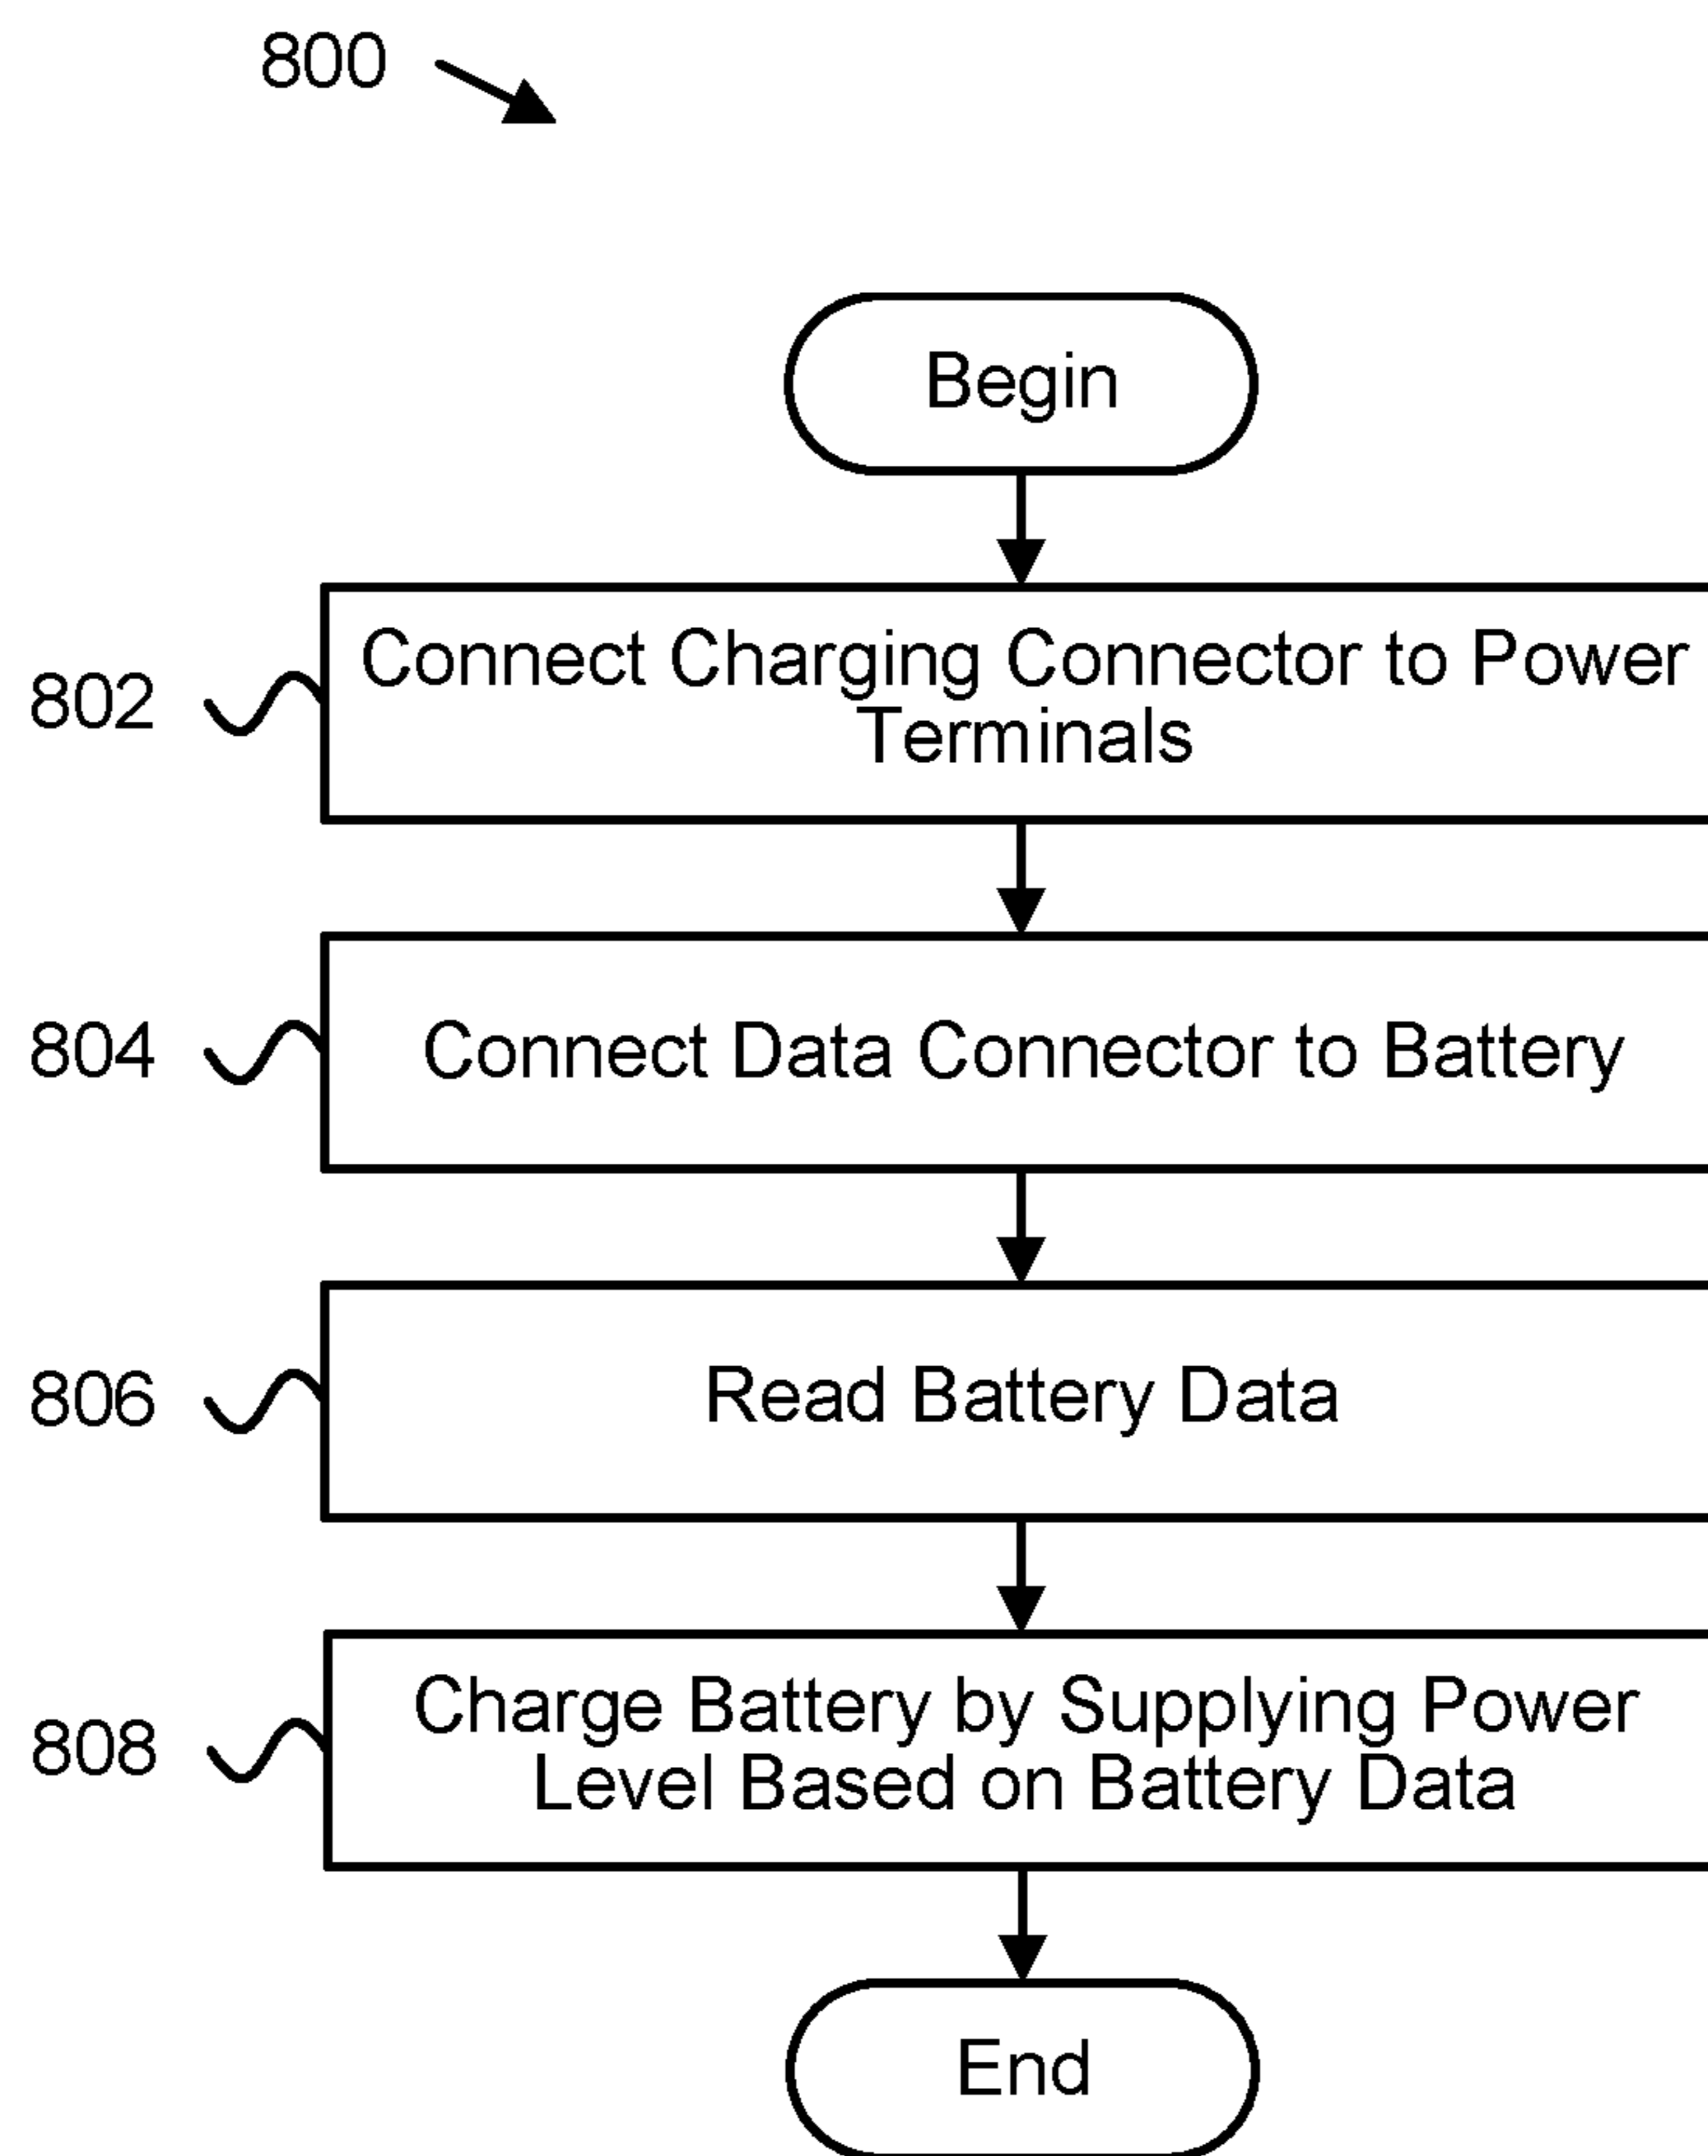 800
Begin
802
Connect Charging Connector to Power
Terminals
804
Connect Data Connector to Battery
806
Read Battery Data
808
Charge Battery by Supplying Power
Level Based on Battery Data
End